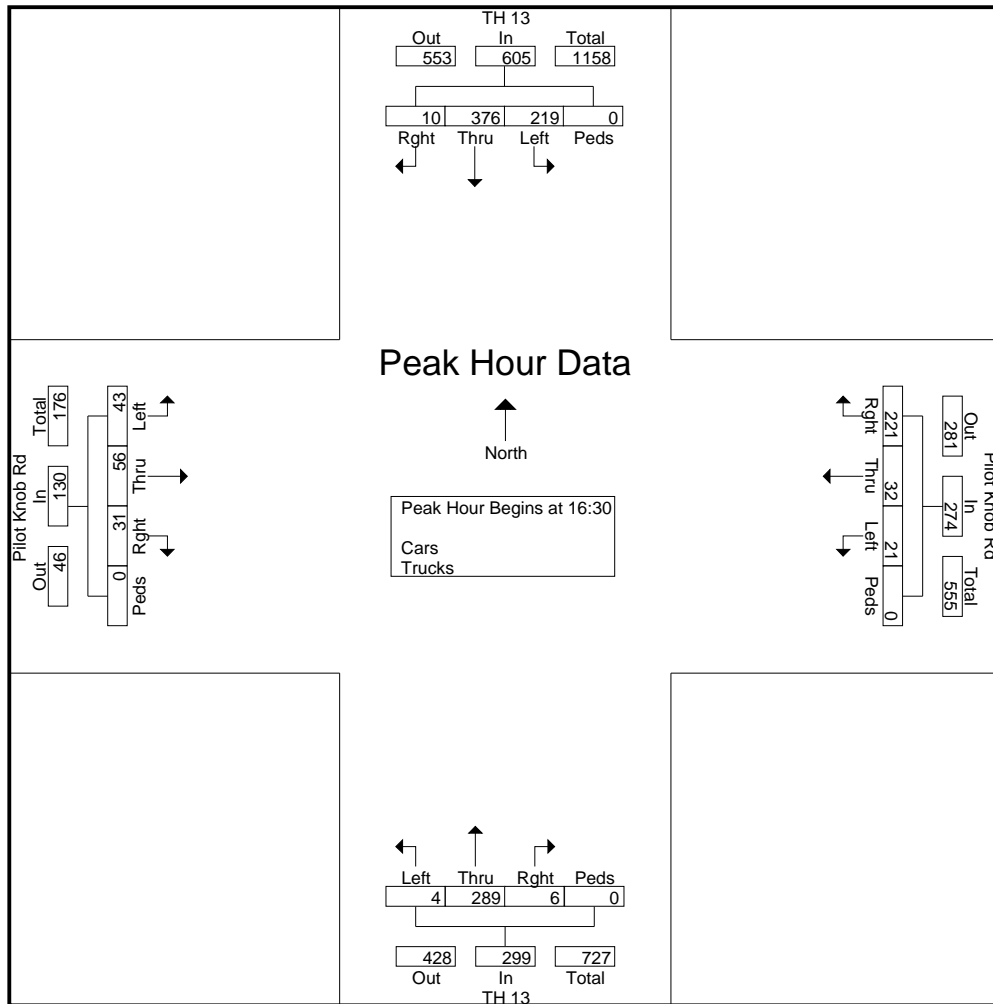 TH 13
Out In Total
553 605 1158
10 376 219 0
Rght Thru Left Peds
Peak Hour Data
North
Peak Hour Begins at 16:30
Cars
Trucks
Pilot Knob Rd
Out In Total
46 130 176
43 56 31 0
Left Thru Rght Peds
Pilot Knob Rd
Out In Total
281 274 555
221 32 21 0
Rght Thru Left Peds
Left Thru Rght Peds
4 289 6 0
428 299 727
Out In Total
TH 13